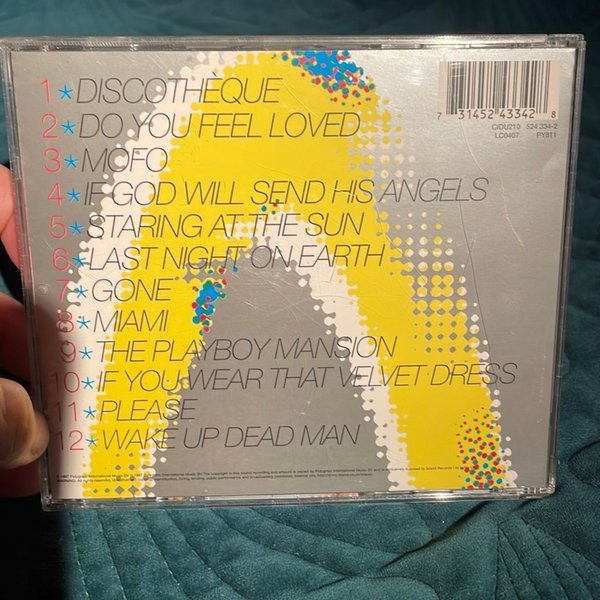 1*DISCOTHÈQUE
2*DO YOU FEEL LOVED
3*MOFO
4*IF GOD WILL SEND HIS ANGELS
5*STARING AT THE SUN
6*LAST NIGHT ON EARTH
7*GONE
8*MIAMI
9*THE PLAYBOY MANSION
10*IF YOU WEAR THAT VELVET DRESS
11*PLEASE
12*WAKE UP DEAD MAN
7 31452 43342 8
CIDU210 524 334-2
LC0407 PY811